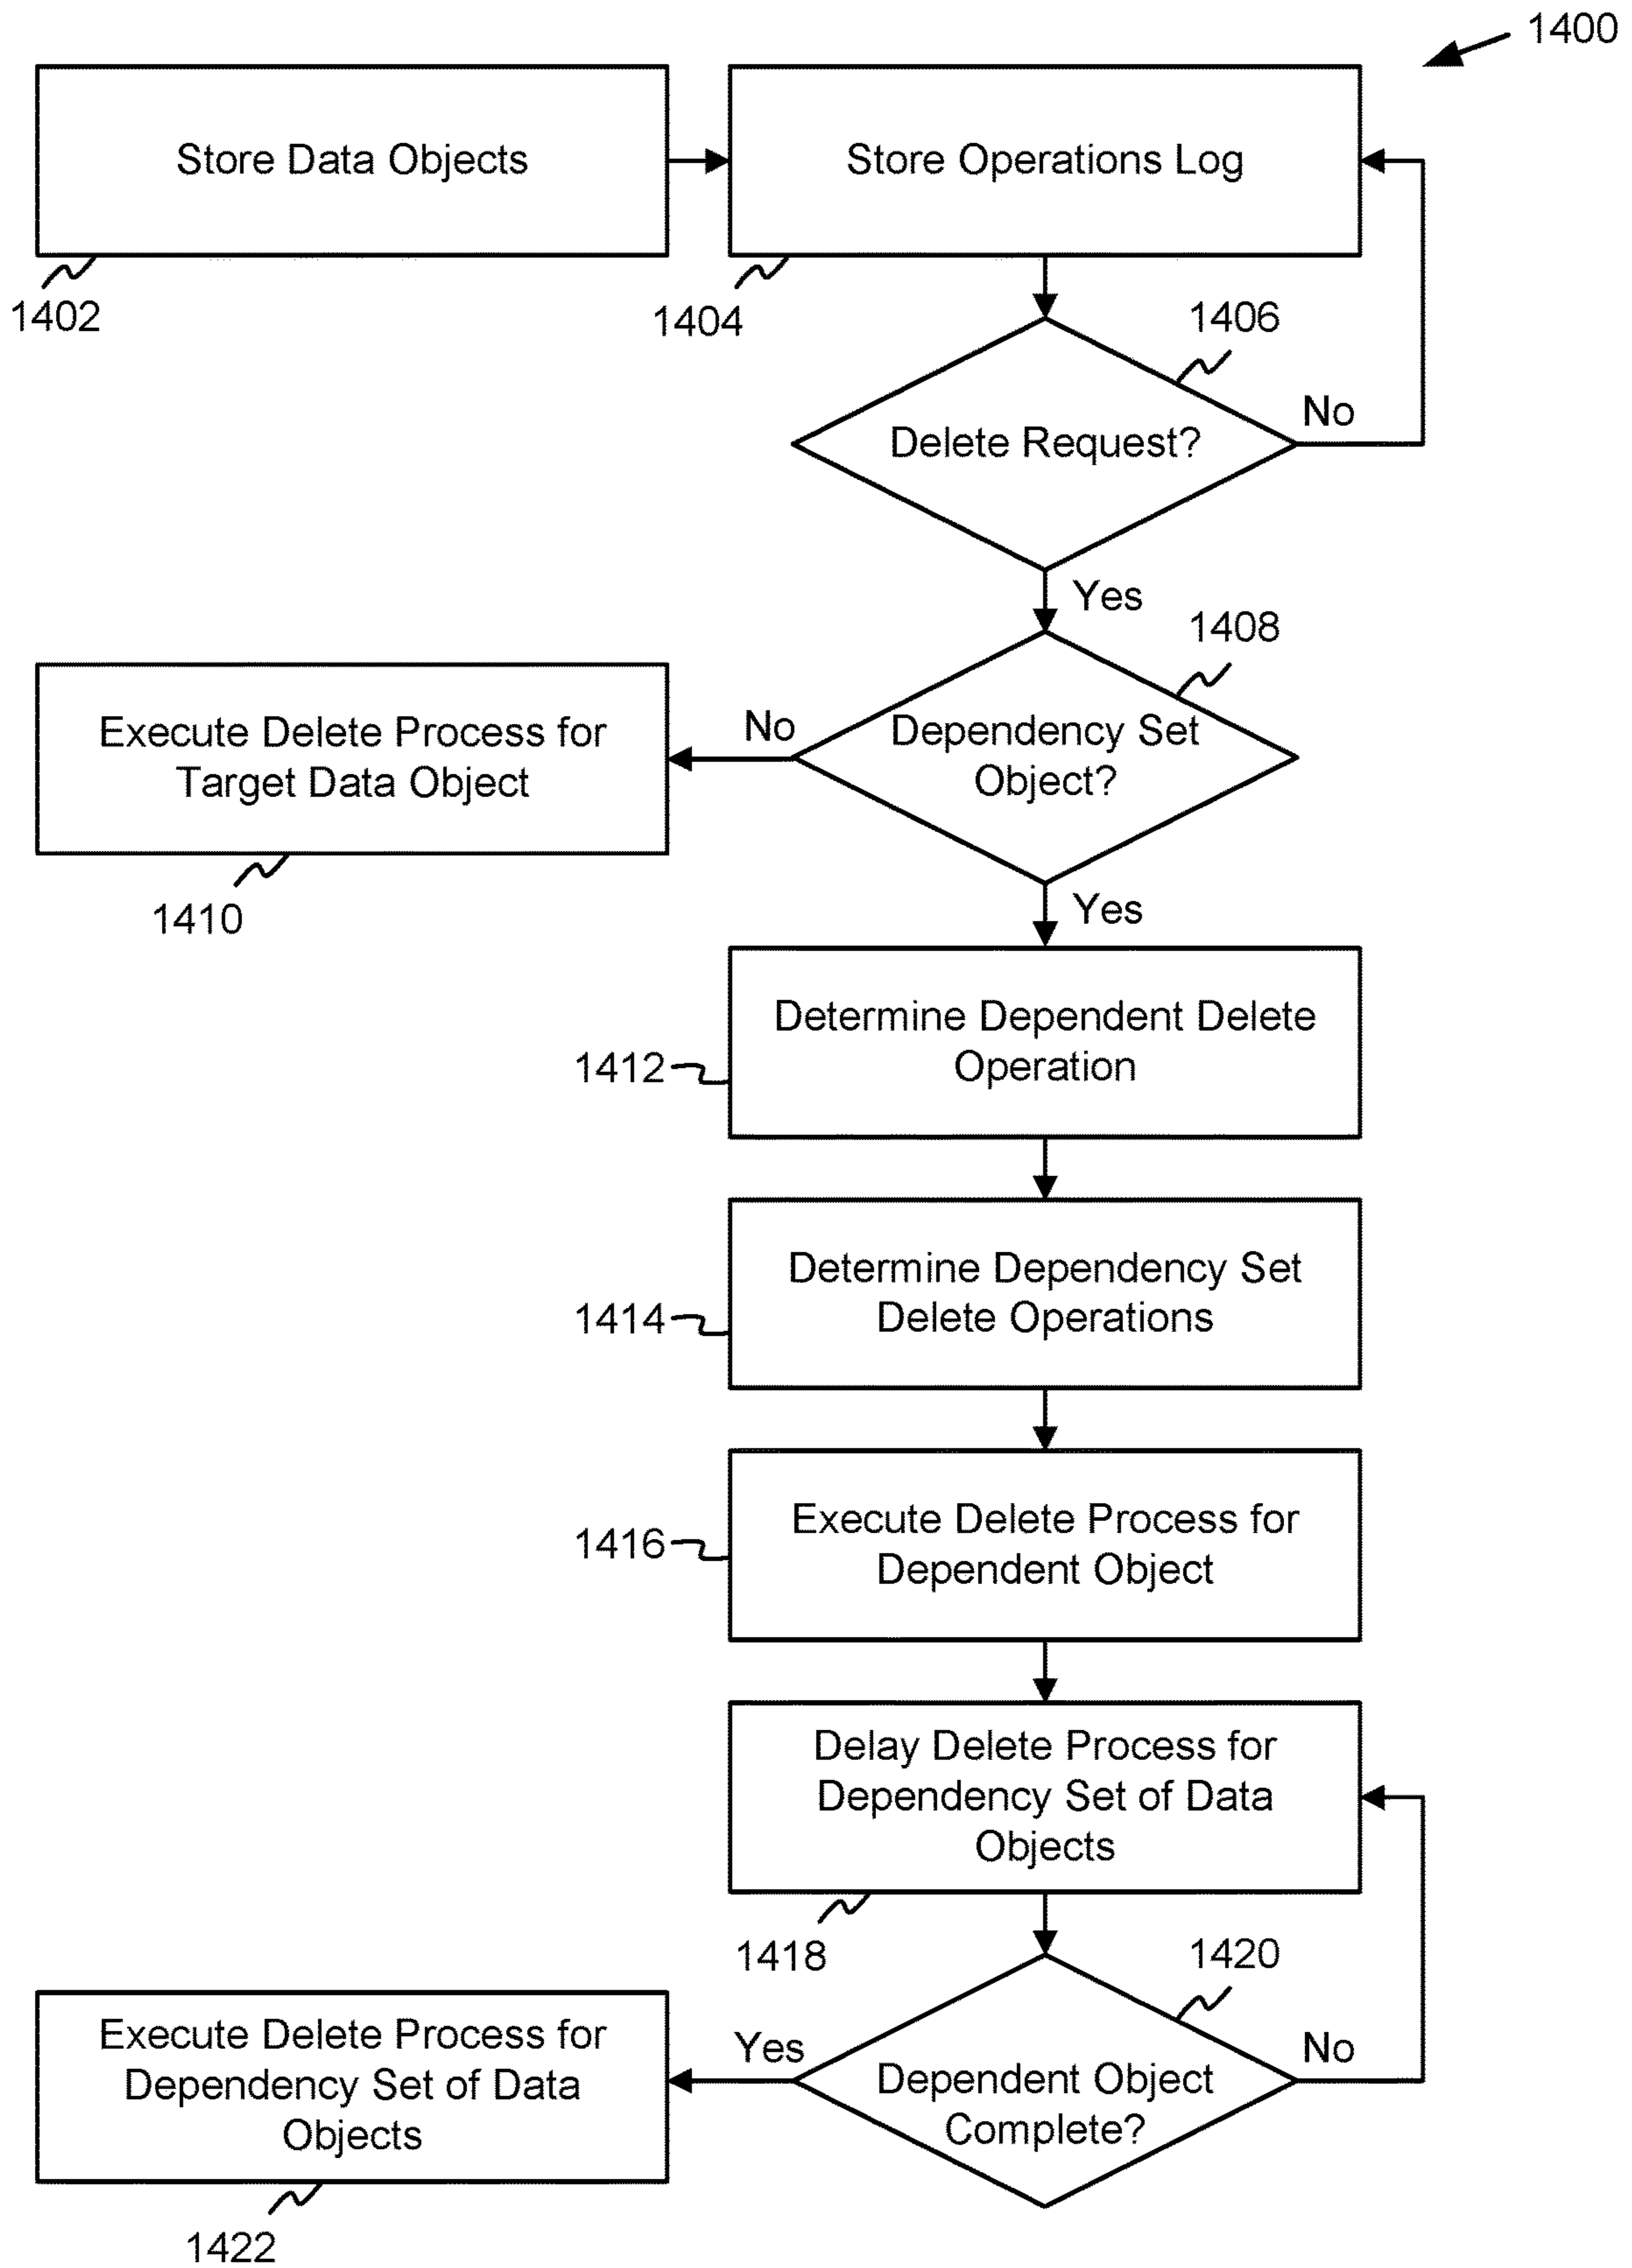 1400
Store Data Objects
Store Operations Log
1402
1404
1406
Delete Request?
No
Yes
1408
Execute Delete Process for
Target Data Object
No
Dependency Set
Object?
1410
Yes
Determine Dependent Delete
Operation
1412
Determine Dependency Set
Delete Operations
1414
Execute Delete Process for
Dependent Object
1416
Delay Delete Process for
Dependency Set of Data
Objects
1418
1420
Execute Delete Process for
Dependency Set of Data
Objects
Yes
Dependent Object
Complete?
No
1422